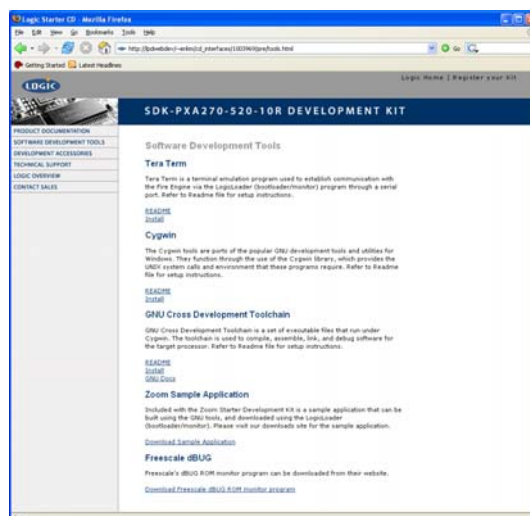 Logic Starter CD - Mozilla Firefox
File Edit View Go Bookmarks Tools Help
Go
Getting Started Latest Headlines
LOGIC
Logic Home | Register your Kit
SDK-PXA270-520-10R DEVELOPMENT KIT
PRODUCT DOCUMENTATION
SOFTWARE DEVELOPMENT TOOLS
DEVELOPMENT ACCESSORIES
TECHNICAL SUPPORT
LOGIC OVERVIEW
CONTACT SALES
Software Development Tools
Tera Term
Tera Term is a terminal emulation program used to establish communication with
the Fire Engine via the LogicLoader (bootloader/monitor) program through a serial
port. Refer to Readme file for setup instructions.
README
Install
Cygwin
The Cygwin tools are ports of the popular GNU development tools and utilities for
Windows. They function through the use of the Cygwin library, which provides the
UNIX system calls and environment that these programs require. Refer to Readme
file for setup instructions.
README
Install
GNU Cross Development Toolchain
GNU Cross Development Toolchain is a set of executable files that run under
Cygwin. The toolchain is used to compile, assemble, link, and debug software for
the target processor. Refer to Readme file for setup instructions.
README
Install
GNU Docs
Zoom Sample Application
Included with the Zoom Starter Development Kit is a sample application that can be
built using the GNU tools, and downloaded using the LogicLoader
(bootloader/monitor). Please visit our downloads site for the sample application.
Download Sample Application
Freescale dBUG
Freescale's dBUG ROM monitor program can be downloaded from their website.
Download Freescale dBUG ROM monitor program